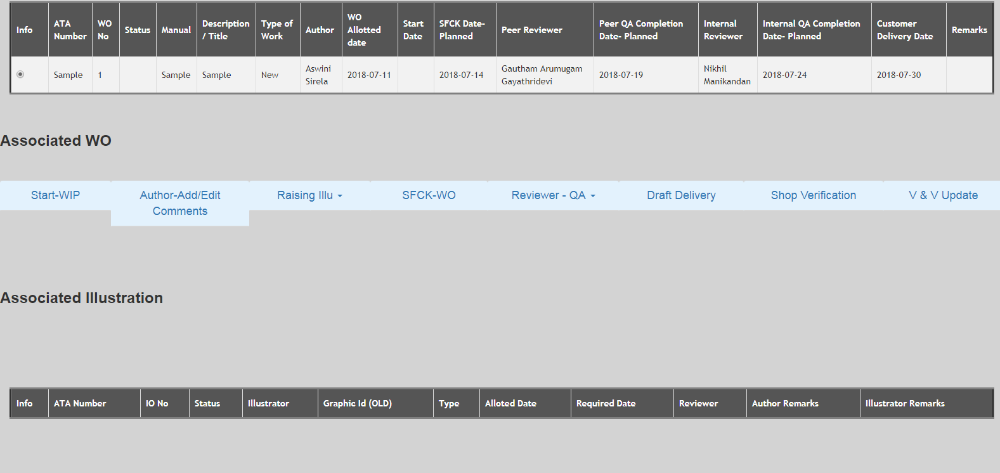 Info ATA Number WO No Status Manual Description / Title Type of Work Author WO Allotted date Start Date SFCK Date- Planned Peer Reviewer Peer QA Completion Date- Planned Internal Reviewer Internal QA Completion Date- Planned Customer Delivery Date Remarks
Sample 1 Sample Sample New Aswini Sirela 2018-07-11 2018-07-14 Gautham Arumugam Gayathridevi 2018-07-19 Nikhil Manikandan 2018-07-24 2018-07-30
Associated WO
Start-WIP Author-Add/Edit Comments Raising Illu SFCK-WO Reviewer - QA Draft Delivery Shop Verification V & V Update
Associated Illustration
Info ATA Number IO No Status Illustrator Graphic Id (OLD) Type Alloted Date Required Date Reviewer Author Remarks Illustrator Remarks